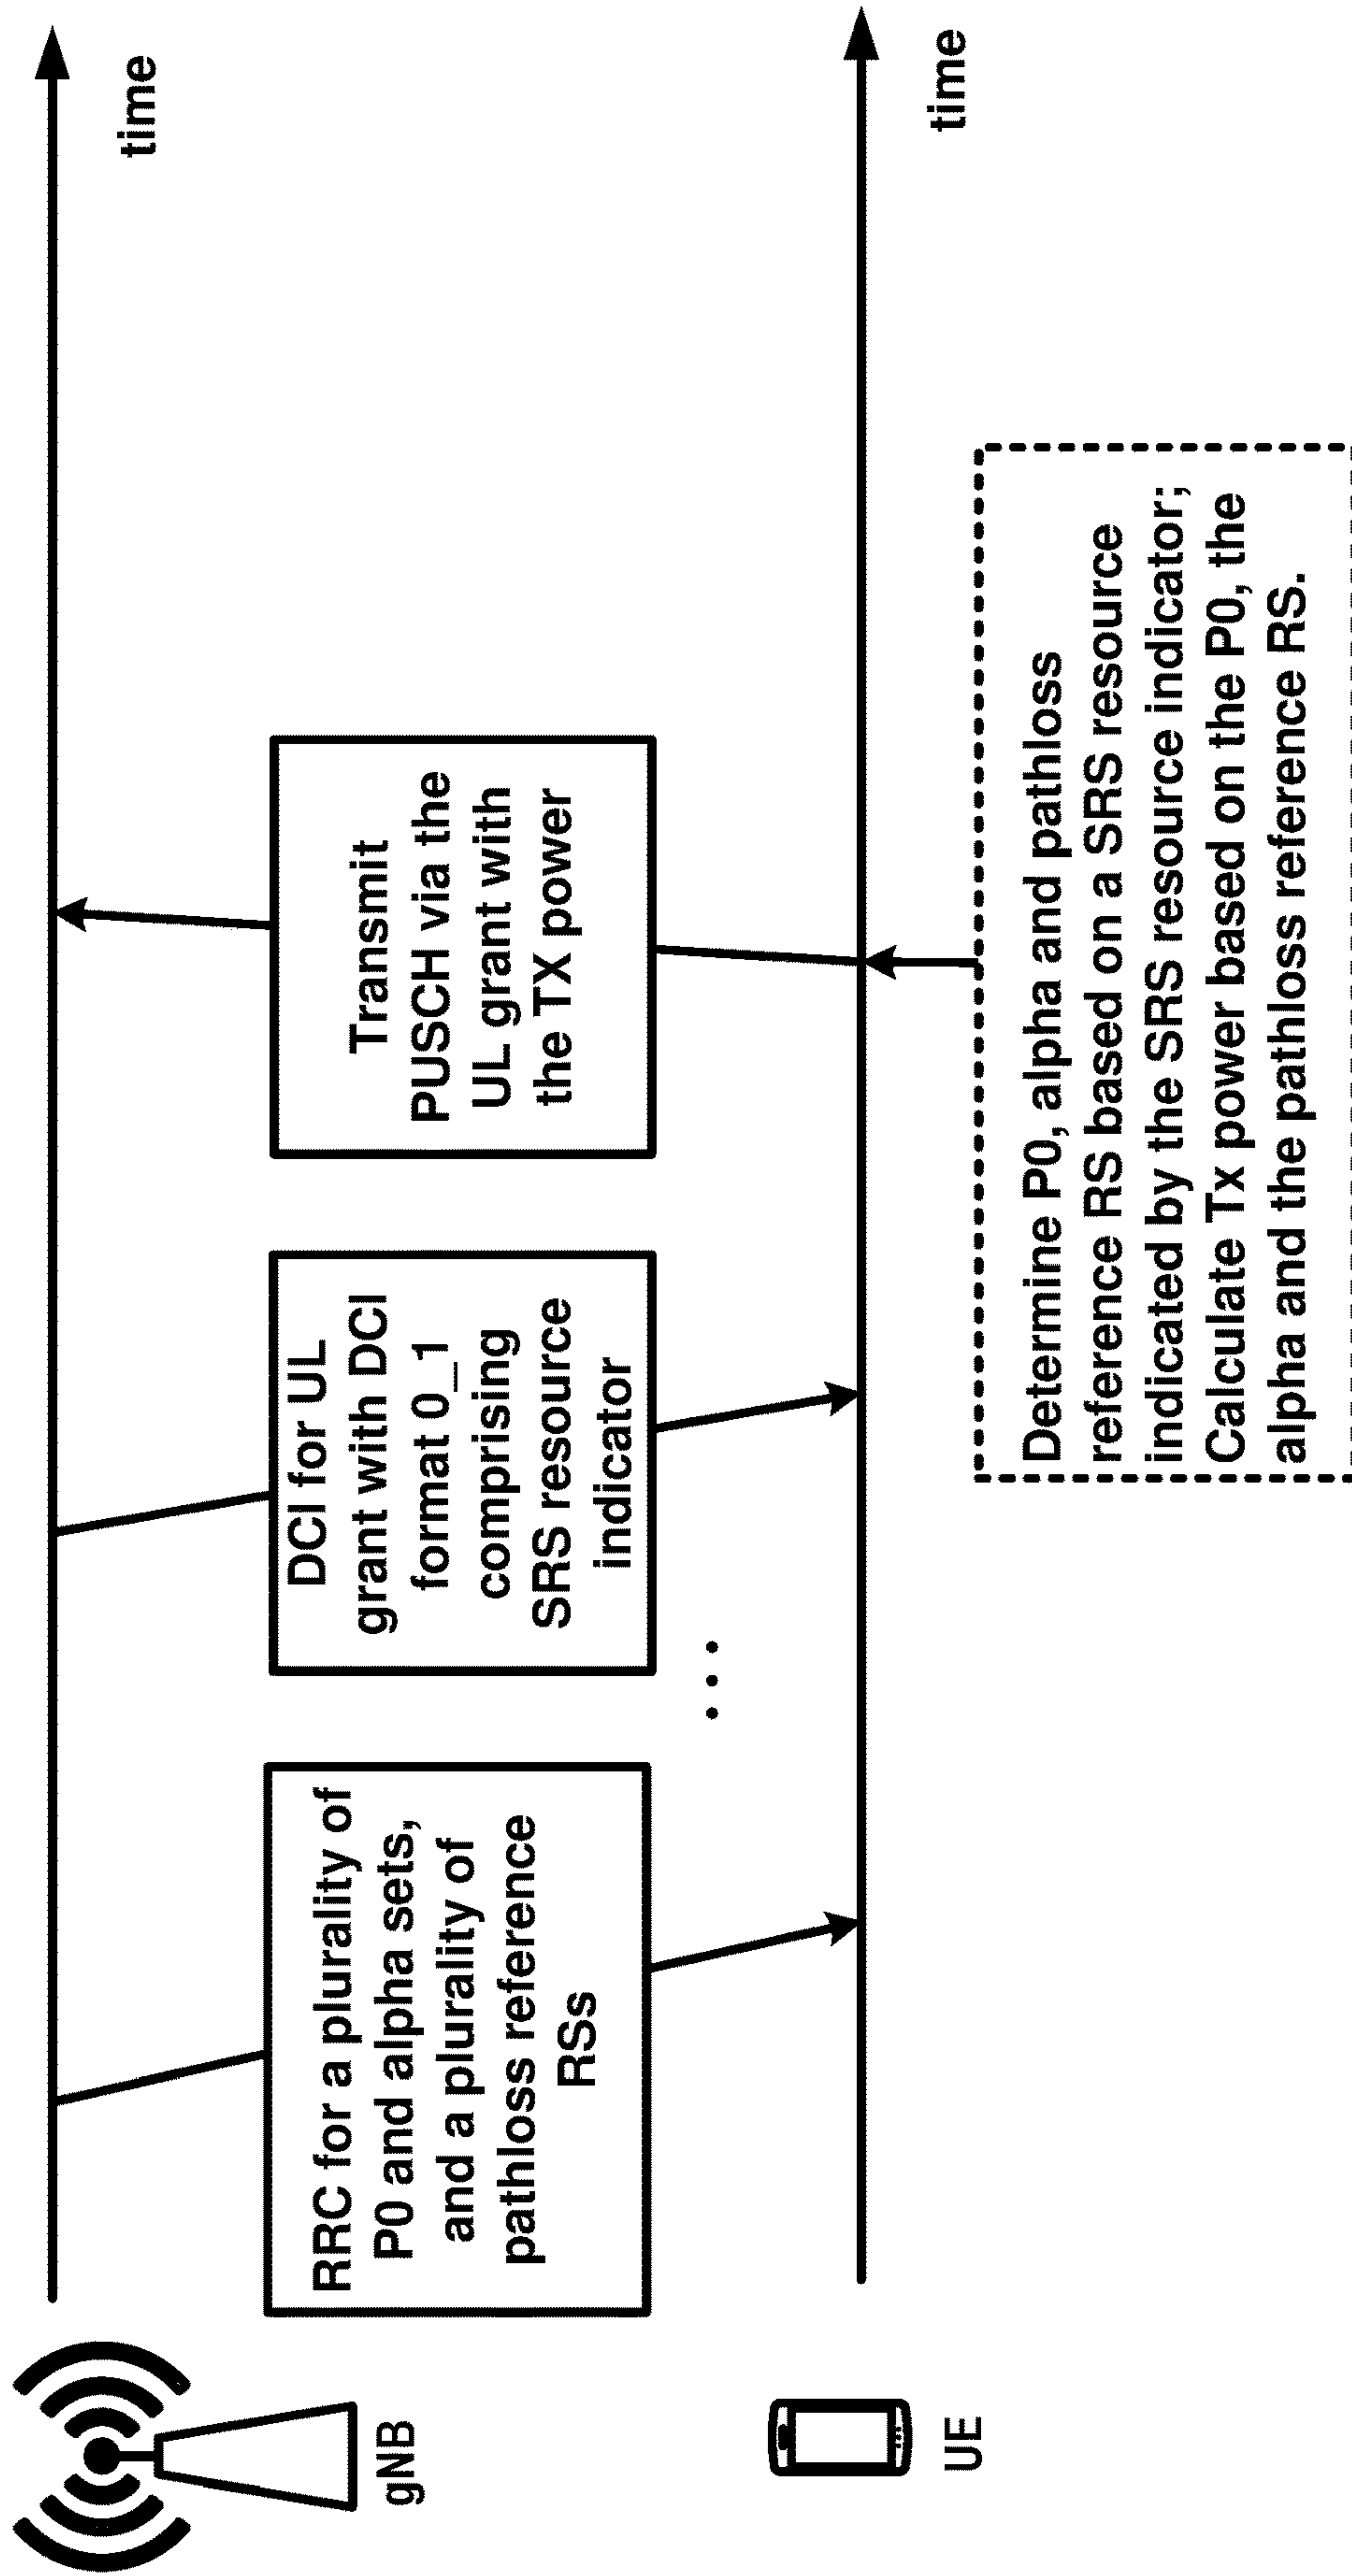 gNB
time
RRC for a plurality of
P0 and alpha sets,
and a plurality of
pathloss reference
RSs
...
DCI for UL
grant with DCI
format 0_1
comprising
SRS resource
indicator
Transmit
PUSCH via the
UL grant with
the TX power
UE
time
Determine P0, alpha and pathloss
reference RS based on a SRS resource
indicated by the SRS resource indicator;
Calculate Tx power based on the P0, the
alpha and the pathloss reference RS.